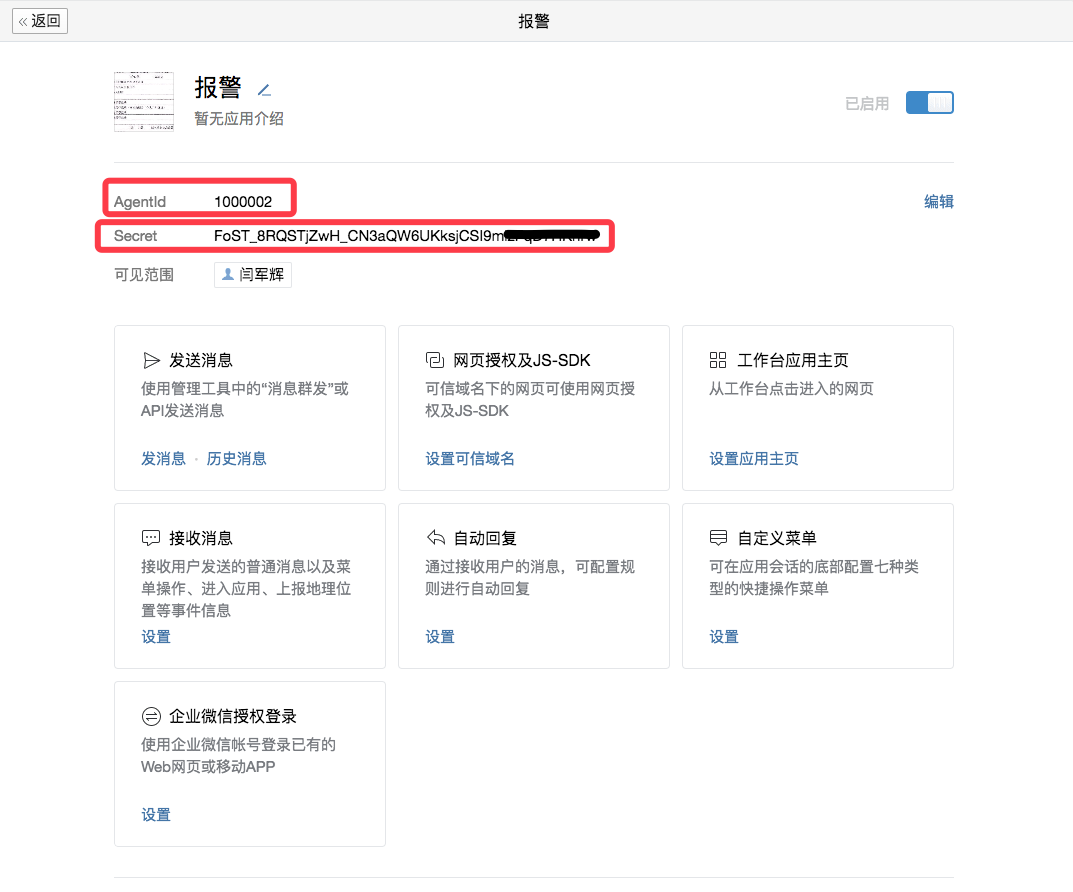 « 返回
报警
报警
暂无应用介绍
已启用
AgentId 1000002
编辑
Secret
可见范围 闫军辉
发送消息
使用管理工具中的“消息群发”或
API发送消息
发消息 · 历史消息
网页授权及JS-SDK
可信域名下的网页可使用网页授
权及JS-SDK
设置可信域名
工作台应用主页
从工作台点击进入的网页
设置应用主页
接收消息
接收用户发送的普通消息以及菜
单操作、进入应用、上报地理位
置等事件信息
设置
自动回复
通过接收用户的消息，可配置规
则进行自动回复
设置
自定义菜单
可在应用会话的底部配置七种类
型的快捷操作菜单
设置
企业微信授权登录
使用企业微信帐号登录已有的
Web网页或移动APP
设置